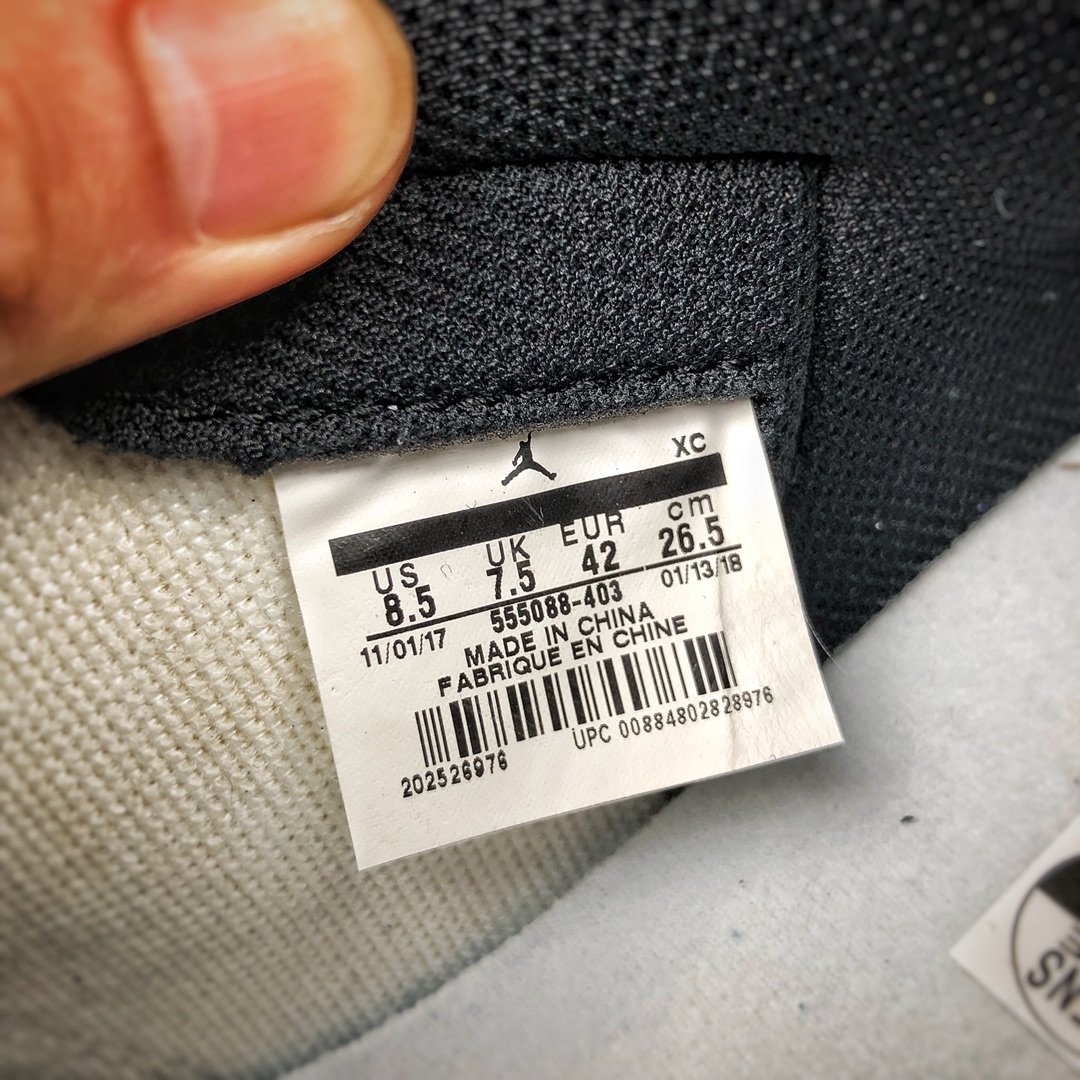 XC
US UK EUR cm
8.5 7.5 42 26.5
11/01/17 555088-403 01/13/18
MADE IN CHINA
FABRIQUE EN CHINE
202526976 UPC 00884802828976